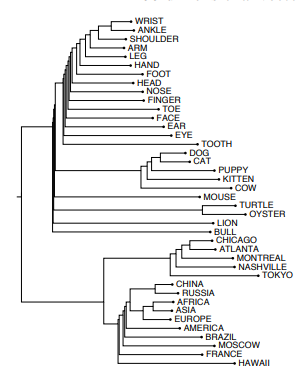 WRIST
ANKLE
SHOULDER
ARM
LEG
HAND
FOOT
HEAD
NOSE
FINGER
TOE
FACE
EAR
EYE
TOOTH
DOG
CAT
PUPPY
KITTEN
COW
MOUSE
TURTLE
OYSTER
LION
BULL
CHICAGO
ATLANTA
MONTREAL
NASHVILLE
TOKYO
CHINA
RUSSIA
AFRICA
ASIA
EUROPE
AMERICA
BRAZIL
MOSCOW
FRANCE
HAWAII